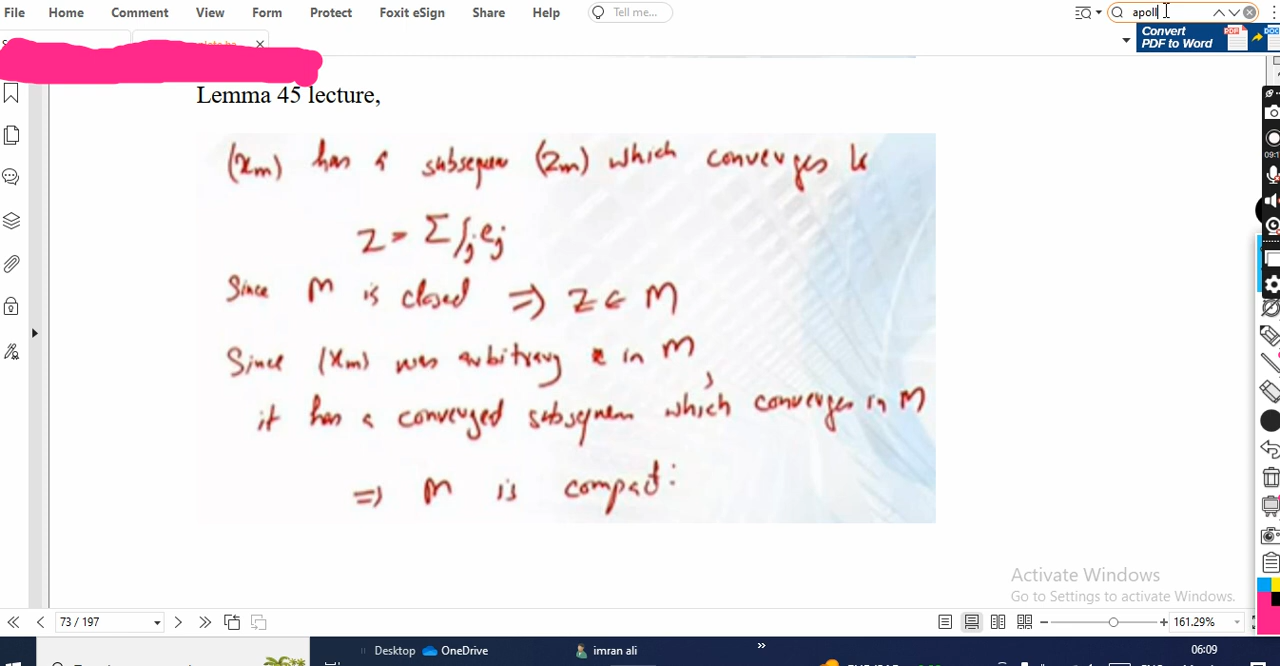 File Home Comment View Form Protect Foxit eSign Share Help Tell me... apoll
Convert
PDF to Word
Lemma 45 lecture,
(xm) has a subsequen (zm) which converges to
z = Σ ∫j ej
Since M is closed ⇒ z ∈ M
Since (xm) was arbitrary in M,
it has a converged subsequen which converges in M
⇒ M is compact:
Activate Windows
Go to Settings to activate Windows.
73 / 197 161.29%
Desktop OneDrive imran ali » 06:09